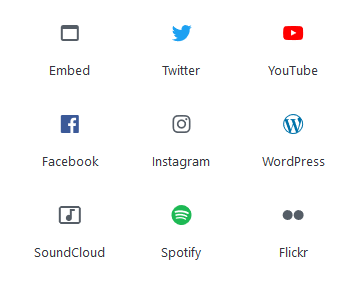 Embed
Twitter
YouTube
Facebook
Instagram
WordPress
SoundCloud
Spotify
Flickr